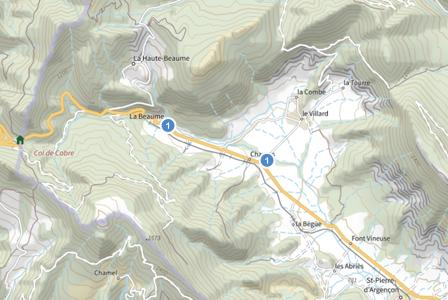 La Haute-Beaume
la Tourre
la Combe
le Villard
La Beaume
1
1
Col de Cabre
la Bégüe
Font Vineuse
les Abriès
Chamel
St-Pierre
d'Argençon